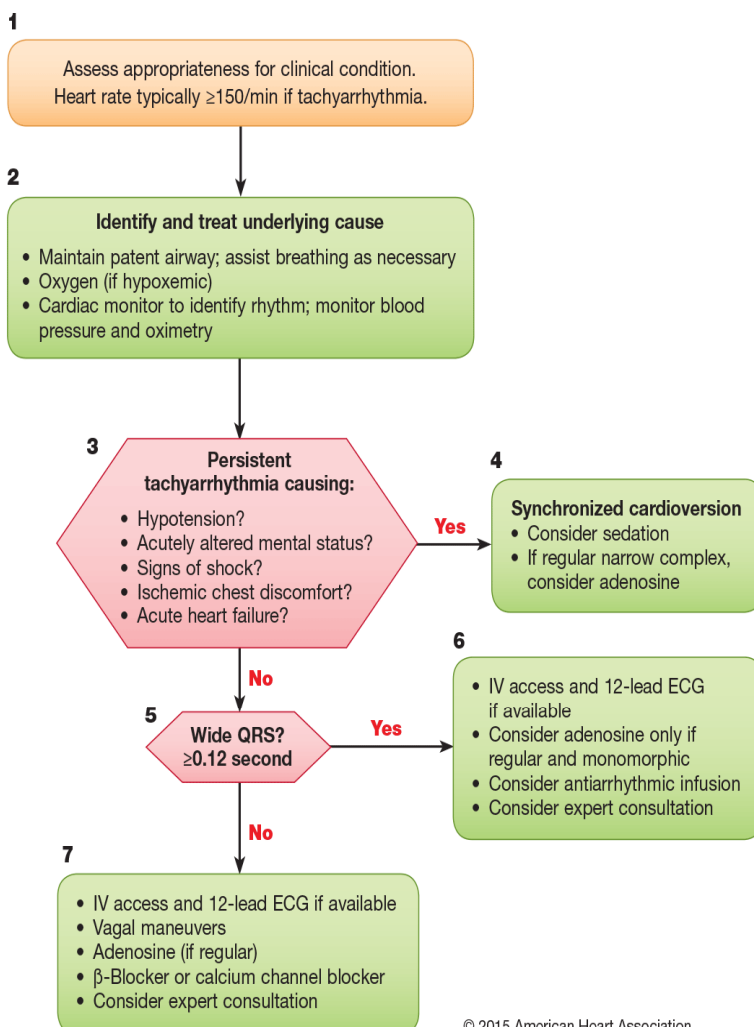 1
Assess appropriateness for clinical condition.
Heart rate typically ≥150/min if tachyarrhythmia.
2
Identify and treat underlying cause
• Maintain patent airway; assist breathing as necessary
• Oxygen (if hypoxemic)
• Cardiac monitor to identify rhythm; monitor blood
pressure and oximetry
3
Persistent
tachyarrhythmia causing:
• Hypotension?
• Acutely altered mental status?
• Signs of shock?
• Ischemic chest discomfort?
• Acute heart failure?
Yes
4
Synchronized cardioversion
• Consider sedation
• If regular narrow complex,
consider adenosine
No
5
Wide QRS?
≥0.12 second
Yes
6
• IV access and 12-lead ECG
if available
• Consider adenosine only if
regular and monomorphic
• Consider antiarrhythmic infusion
• Consider expert consultation
No
7
• IV access and 12-lead ECG if available
• Vagal maneuvers
• Adenosine (if regular)
• β-Blocker or calcium channel blocker
• Consider expert consultation
© 2015 American Heart Association